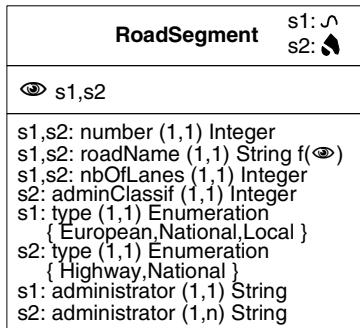 RoadSegment
s1:
s2:
s1,s2
s1,s2: number (1,1) Integer
s1,s2: roadName (1,1) String f( )
s1,s2: nbOfLanes (1,1) Integer
s2: adminClassif (1,1) Integer
s1: type (1,1) Enumeration
{ European,National,Local }
s2: type (1,1) Enumeration
{ Highway,National }
s1: administrator (1,1) String
s2: administrator (1,n) String